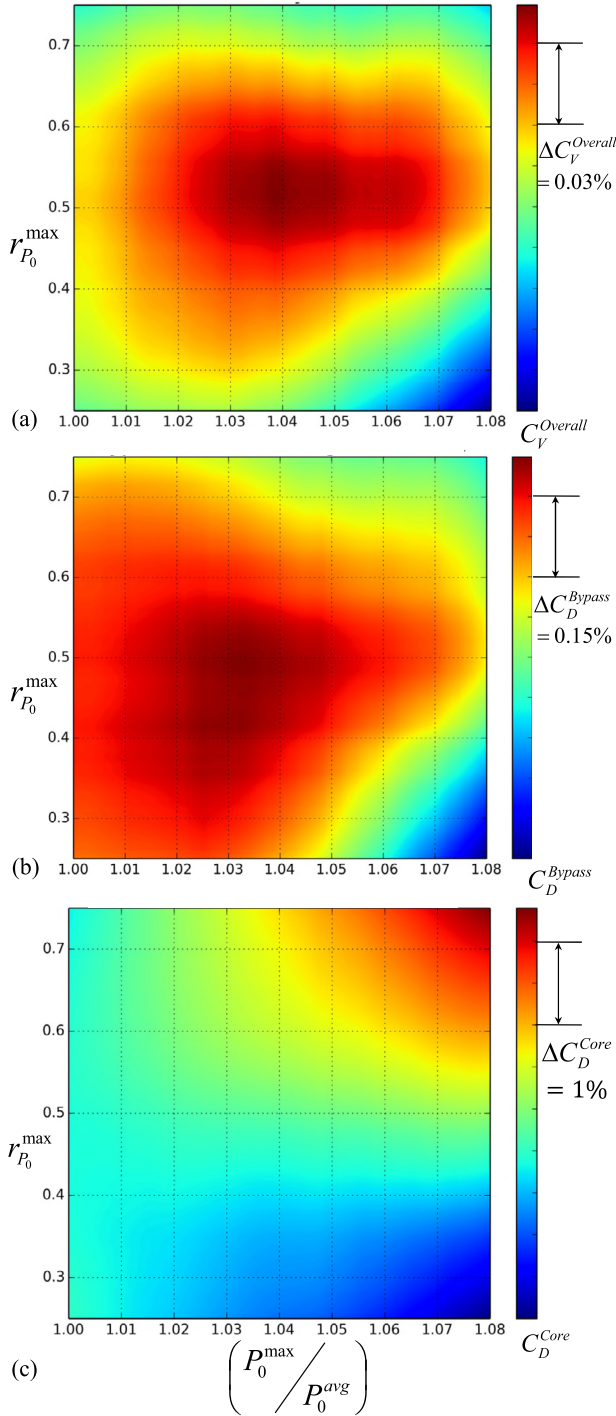 0.7
0.6
0.5
0.4
0.3
r_{P_0}^{max}
(a)
1.00 1.01 1.02 1.03 1.04 1.05 1.06 1.07 1.08
ΔC_V^{Overall}
= 0.03%
C_V^{Overall}
0.7
0.6
0.5
0.4
0.3
r_{P_0}^{max}
(b)
1.00 1.01 1.02 1.03 1.04 1.05 1.06 1.07 1.08
ΔC_D^{Bypass}
= 0.15%
C_D^{Bypass}
0.7
0.6
0.5
0.4
0.3
r_{P_0}^{max}
1.00 1.01 1.02 1.03 1.04 1.05 1.06 1.07 1.08
ΔC_D^{Core}
= 1%
C_D^{Core}
(c)
(P_0^{max} / P_0^{avg})